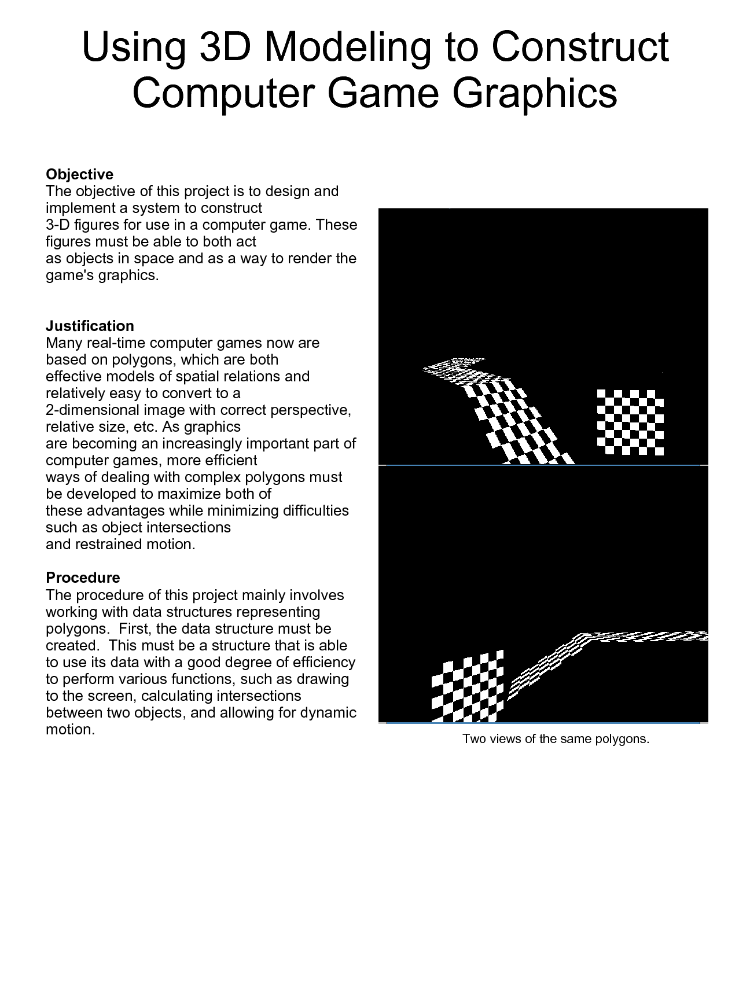 Using 3D Modeling to Construct
Computer Game Graphics
Objective
The objective of this project is to design and
implement a system to construct
3-D figures for use in a computer game. These
figures must be able to both act
as objects in space and as a way to render the
game's graphics.
Justification
Many real-time computer games now are
based on polygons, which are both
effective models of spatial relations and
relatively easy to convert to a
2-dimensional image with correct perspective,
relative size, etc. As graphics
are becoming an increasingly important part of
computer games, more efficient
ways of dealing with complex polygons must
be developed to maximize both of
these advantages while minimizing difficulties
such as object intersections
and restrained motion.
Procedure
The procedure of this project mainly involves
working with data structures representing
polygons.  First, the data structure must be
created.  This must be a structure that is able
to use its data with a good degree of efficiency
to perform various functions, such as drawing
to the screen, calculating intersections
between two objects, and allowing for dynamic
motion.
Two views of the same polygons.